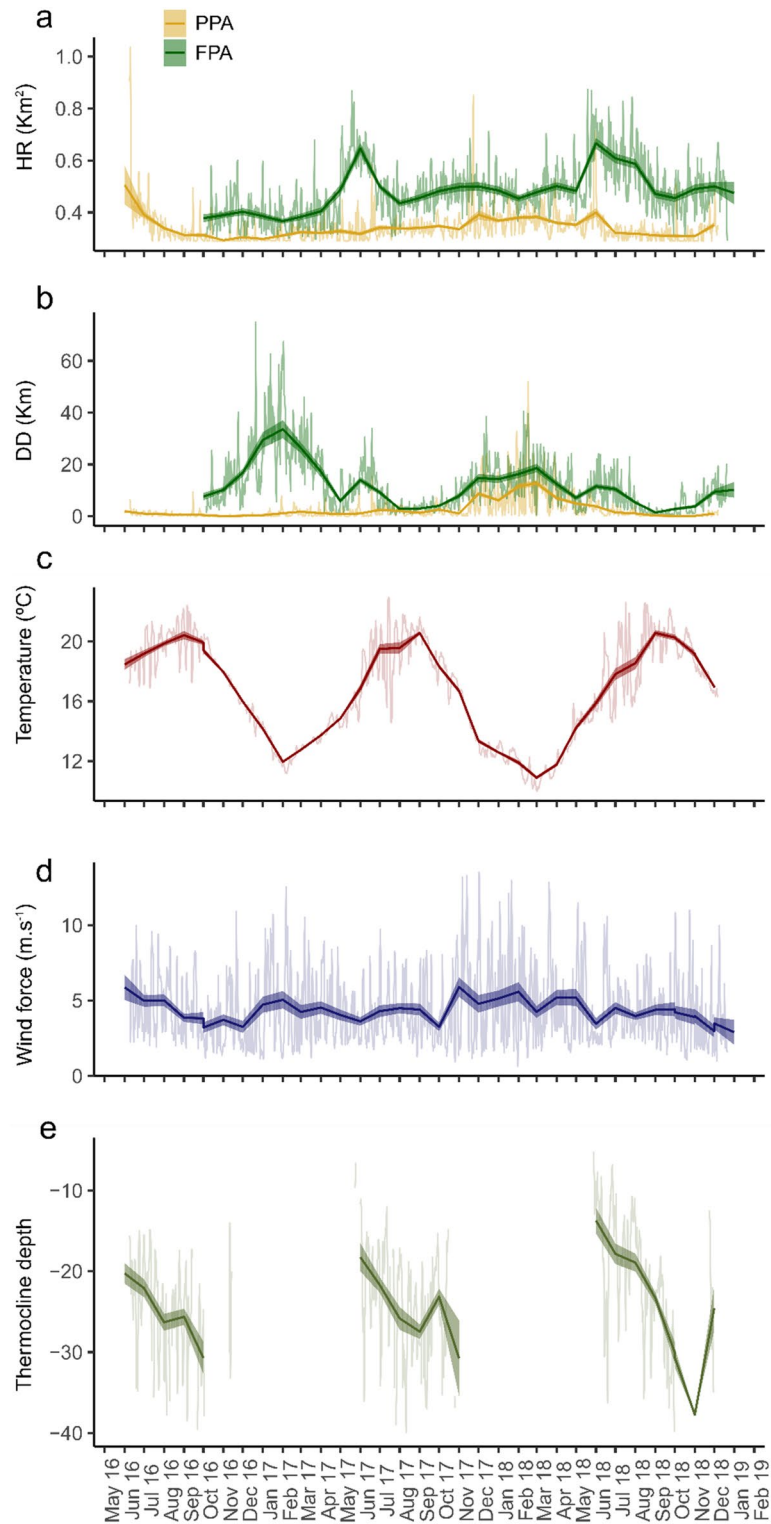 a
PPA
FPA
HR (Km²)
1.0
0.8
0.6
0.4
b
DD (Km)
60
40
20
0
c
Temperature (ºC)
20
16
12
d
Wind force (m.s⁻¹)
10
5
0
e
Thermocline depth
−10
−20
−30
−40
May 16
Jun 16
Jul 16
Aug 16
Sep 16
Oct 16
Nov 16
Dec 16
Jan 17
Feb 17
Mar 17
Apr 17
May 17
Jun 17
Jul 17
Aug 17
Sep 17
Oct 17
Nov 17
Dec 17
Jan 18
Feb 18
Mar 18
Apr 18
May 18
Jun 18
Jul 18
Aug 18
Sep 18
Oct 18
Nov 18
Dec 18
Jan 19
Feb 19